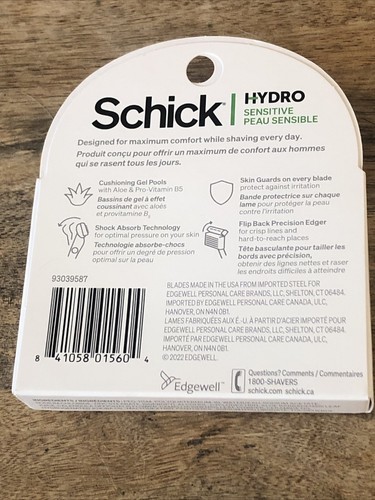 Schick
HYDRO
SENSITIVE
PEAU SENSIBLE
Designed for maximum comfort while shaving every day.
Produit conçu pour offrir un maximum de confort aux hommes
qui se rasent tous les jours.
Cushioning Gel Pools
with Aloe & Pro-Vitamin B5
Bassins de gel à effet
coussinant avec aloès
et provitamine B5
Skin Guards on every blade
protect against irritation
Bande protectrice sur chaque
lame pour protéger la peau
contre l'irritation
Shock Absorb Technology
for optimal pressure on your skin
Technologie absorbe-chocs
pour offrir un degré de pression
optimal sur la peau
Flip Back Precision Edger
for crisp lines and
hard-to-reach places
Tête basculante pour tailler les
bords avec précision,
obtenir des lignes nettes et raser
les endroits difficiles à atteindre
93039587
8 41058 01560 4
BLADES MADE IN THE USA FROM IMPORTED STEEL FOR
EDGEWELL PERSONAL CARE BRANDS, LLC, SHELTON, CT 06484.
IMPORTED BY EDGEWELL PERSONAL CARE CANADA, ULC,
HANOVER, ON N4N 0B1.
LAMES FABRIQUÉES AUX É.-U. À PARTIR D'ACIER IMPORTÉ POUR
EDGEWELL PERSONAL CARE BRANDS, LLC, SHELTON, CT 06484.
IMPORTÉ PAR EDGEWELL PERSONAL CARE CANADA, ULC,
HANOVER, ON N4N 0B1.
© 2022 EDGEWELL.
Edgewell
Questions? Comments / Commentaires
1800-SHAVERS
schick.com schick.ca